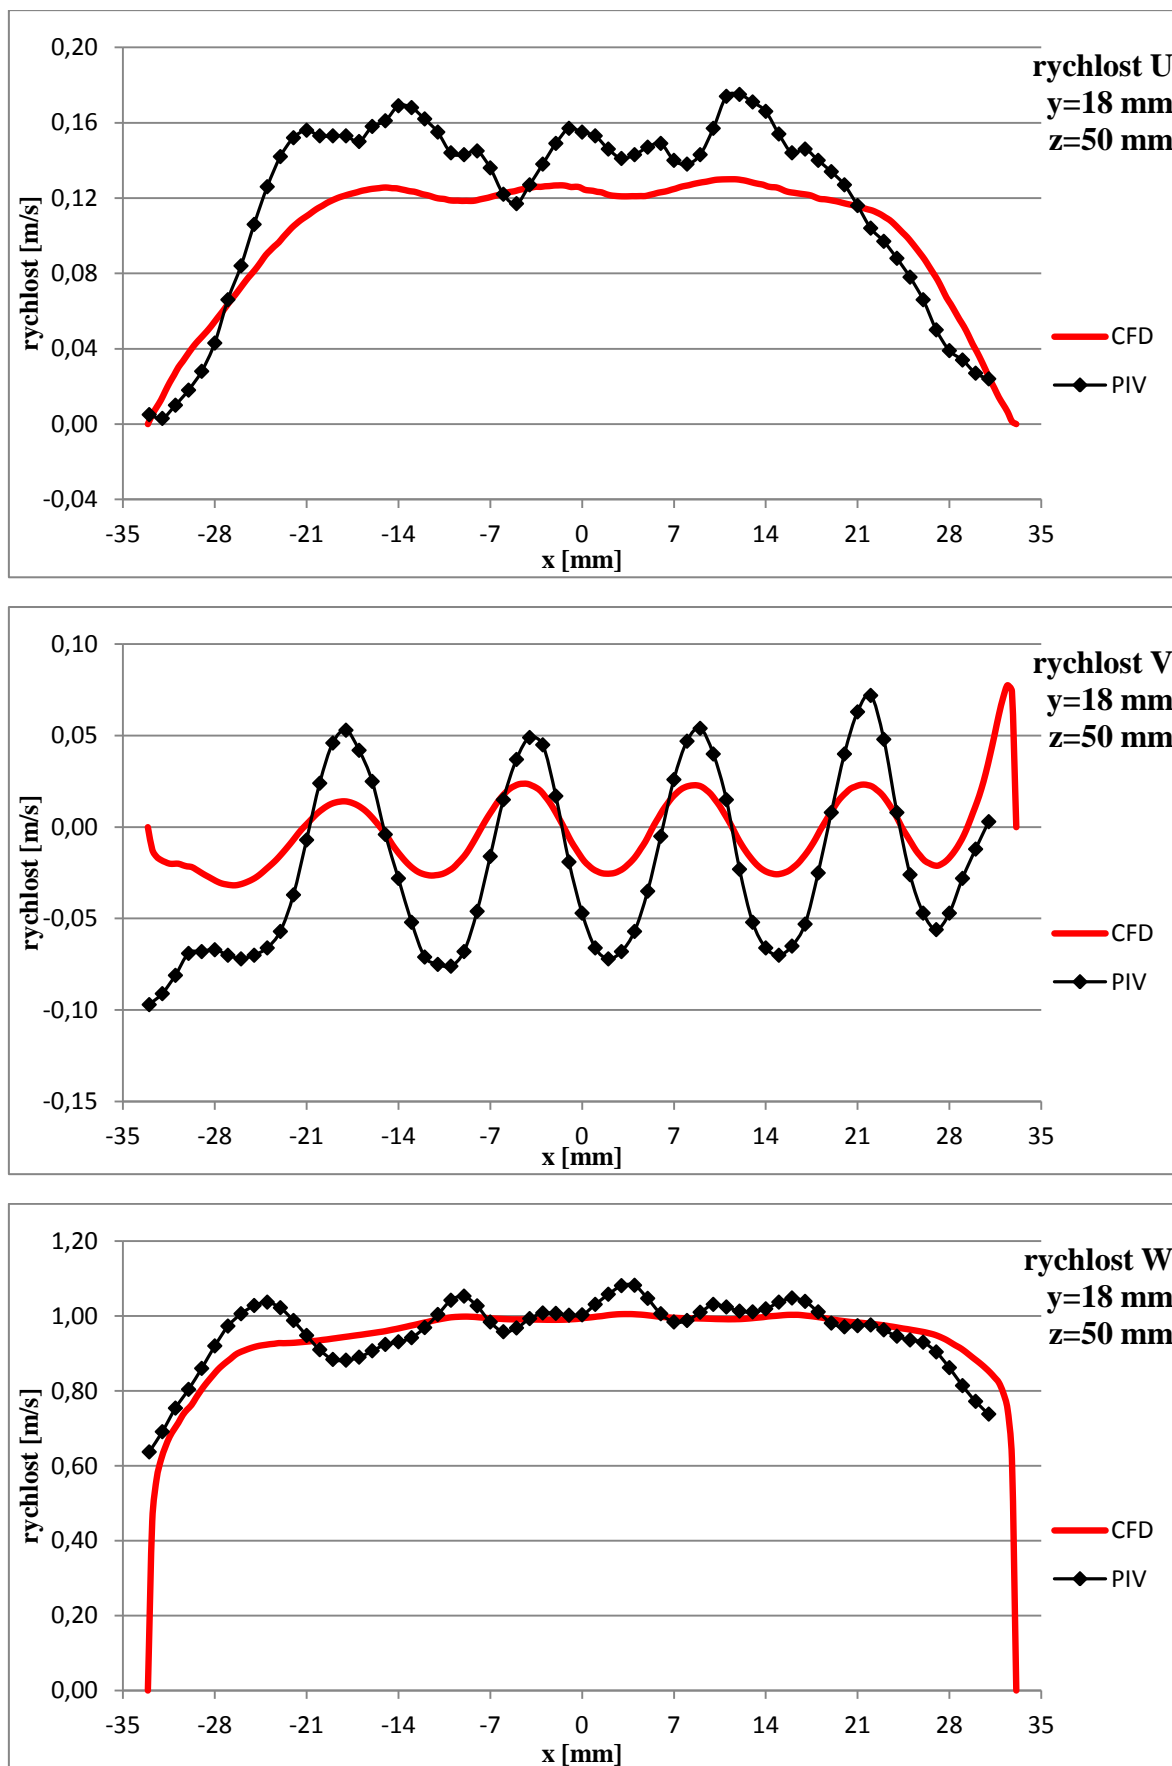 0,20
0,16
0,12
0,08
0,04
0,00
-0,04
rychlost [m/s]
-35 -28 -21 -14 -7 0 7 14 21 28 35
x [mm]
rychlost U
y=18 mm
z=50 mm
CFD
PIV
0,10
0,05
0,00
-0,05
-0,10
-0,15
rychlost [m/s]
-35 -28 -21 -14 -7 0 7 14 21 28 35
x [mm]
rychlost V
y=18 mm
z=50 mm
CFD
PIV
1,20
1,00
0,80
0,60
0,40
0,20
0,00
rychlost [m/s]
-35 -28 -21 -14 -7 0 7 14 21 28 35
x [mm]
rychlost W
y=18 mm
z=50 mm
CFD
PIV